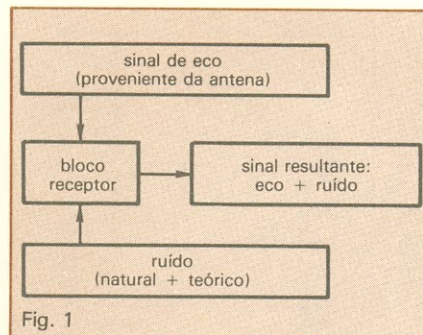 sinal de eco
(proveniente da antena)
bloco
receptor
sinal resultante:
eco + ruído
ruído
(natural + teórico)
Fig. 1